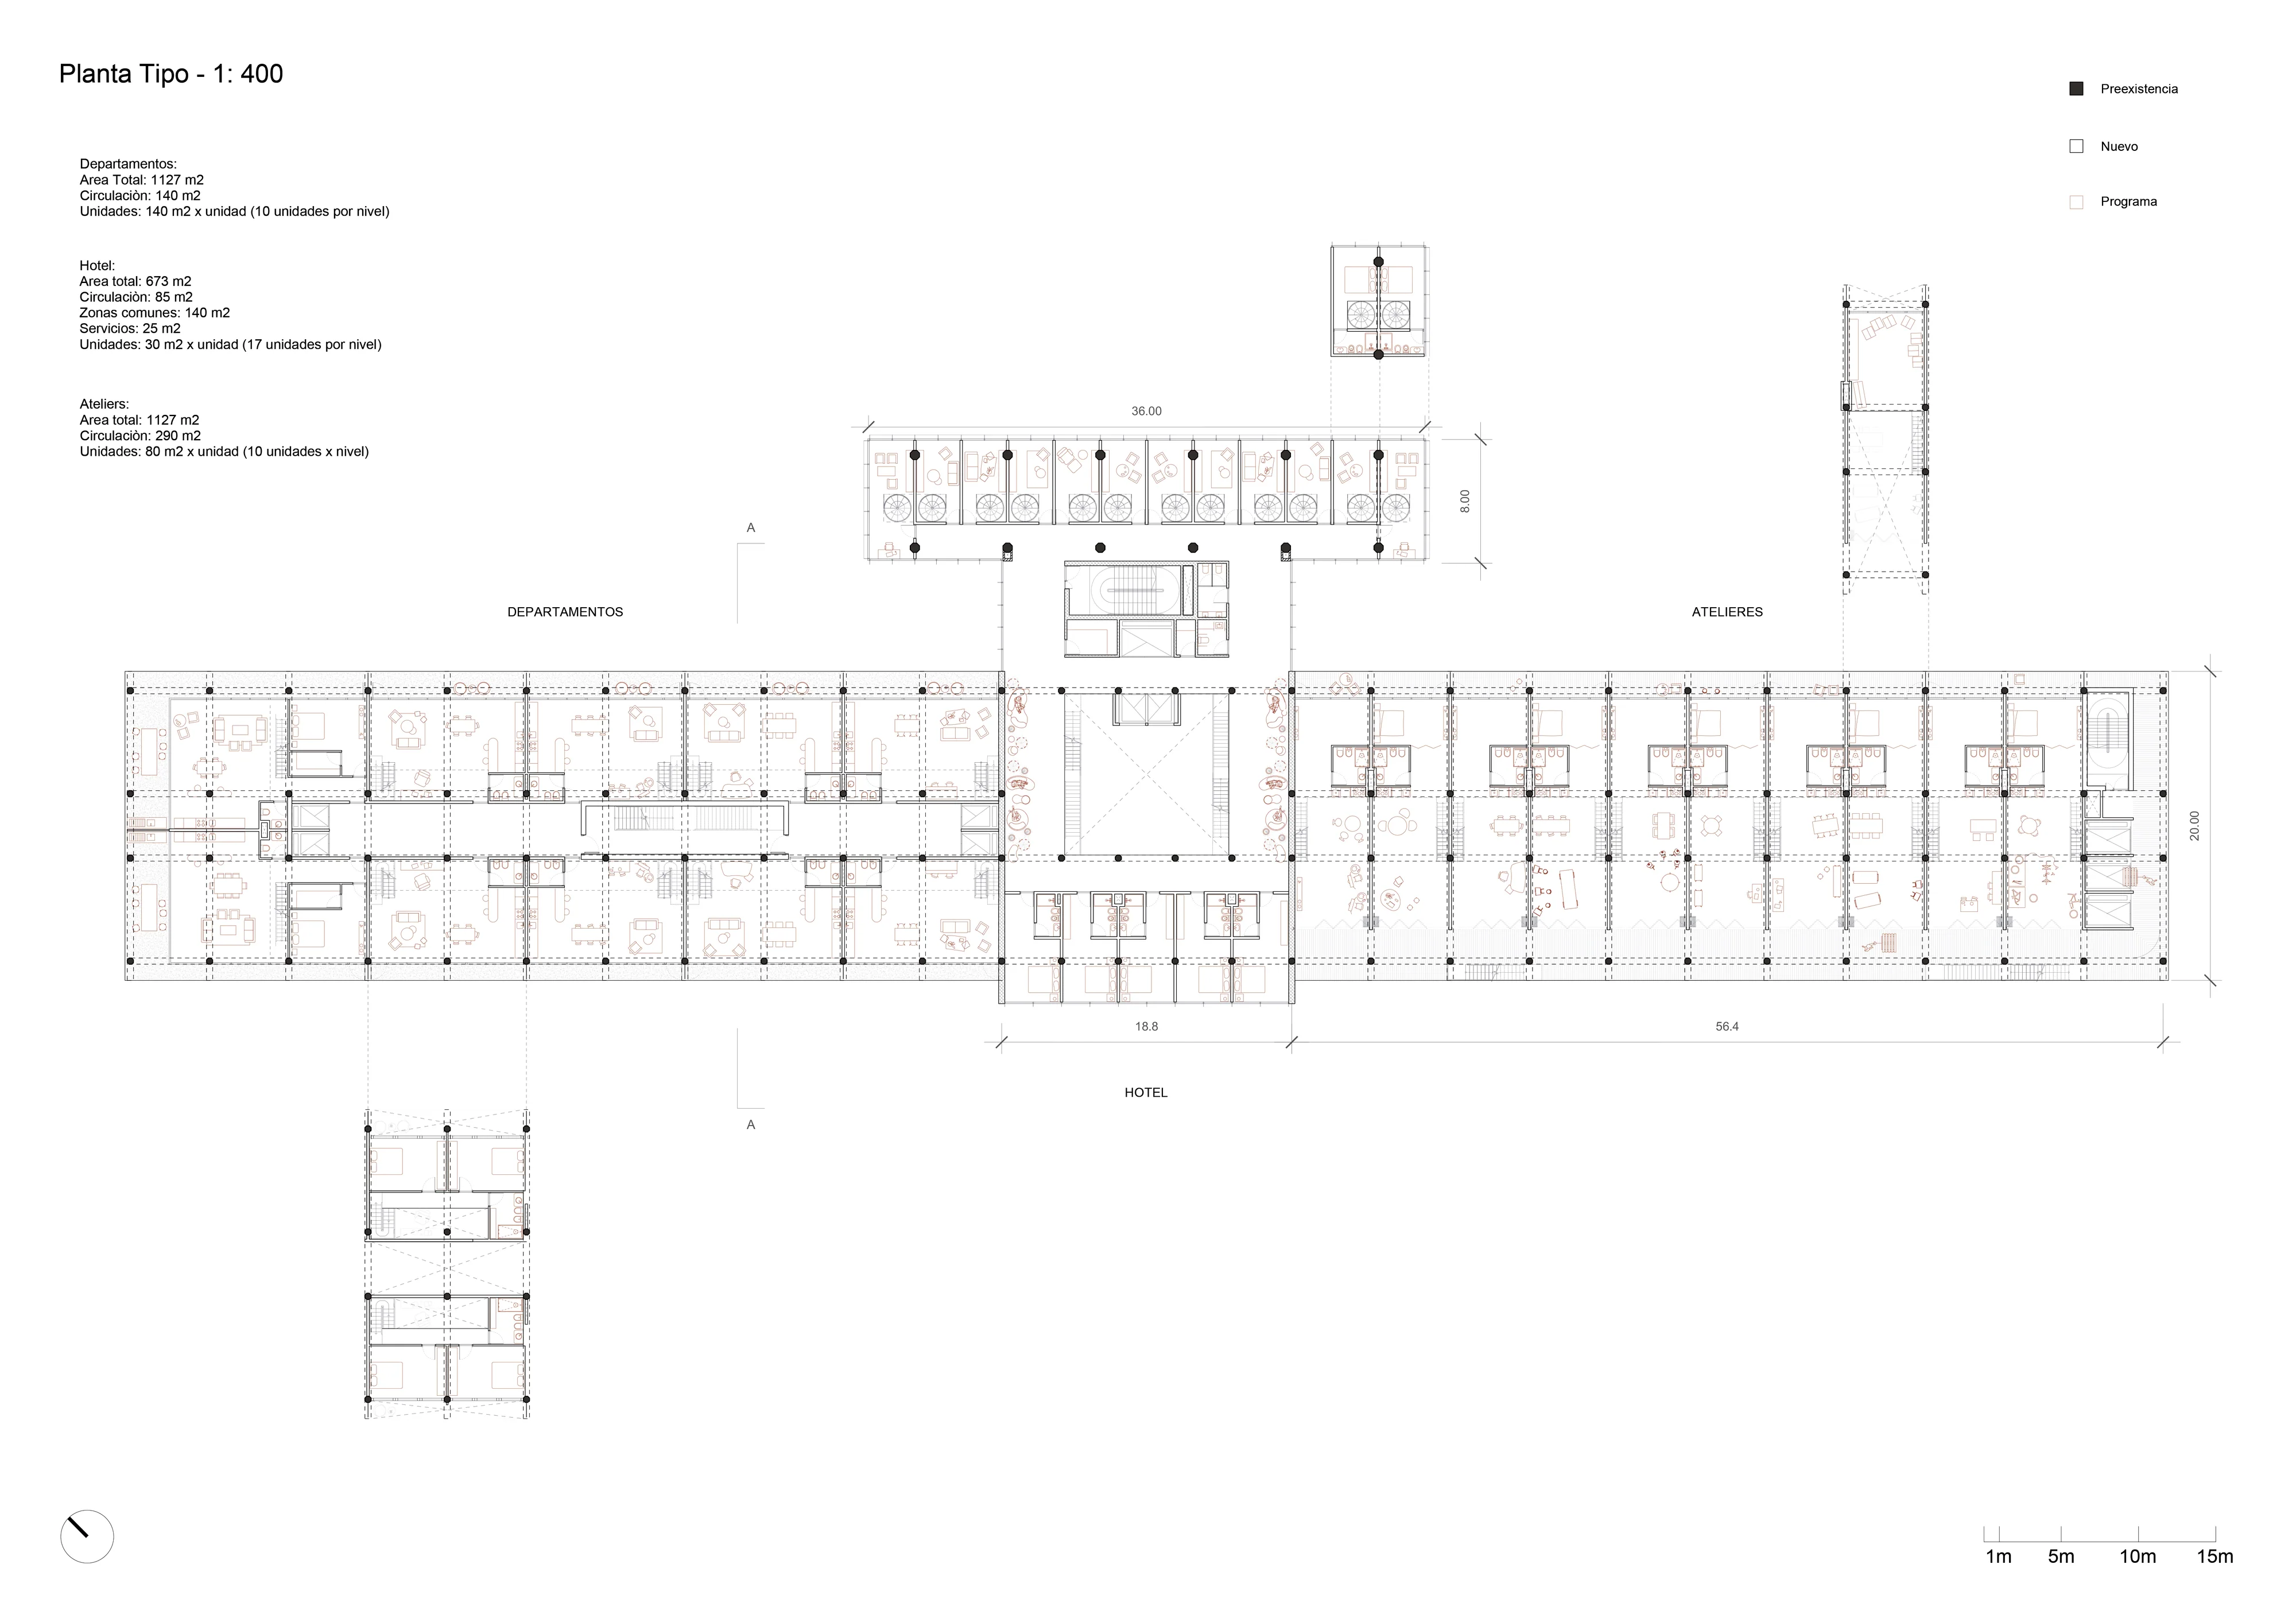 Planta Tipo - 1: 400
Preexistencia
Nuevo
Programa
Departamentos:
Area Total: 1127 m2
Circulaciòn: 140 m2
Unidades: 140 m2 x unidad (10 unidades por nivel)
Hotel:
Area total: 673 m2
Circulaciòn: 85 m2
Zonas comunes: 140 m2
Servicios: 25 m2
Unidades: 30 m2 x unidad (17 unidades por nivel)
Ateliers:
Area total: 1127 m2
Circulaciòn: 290 m2
Unidades: 80 m2 x unidad (10 unidades x nivel)
36.00
8.00
A
DEPARTAMENTOS
ATELIERES
20.00
18.8
56.4
HOTEL
A
1m 5m 10m 15m